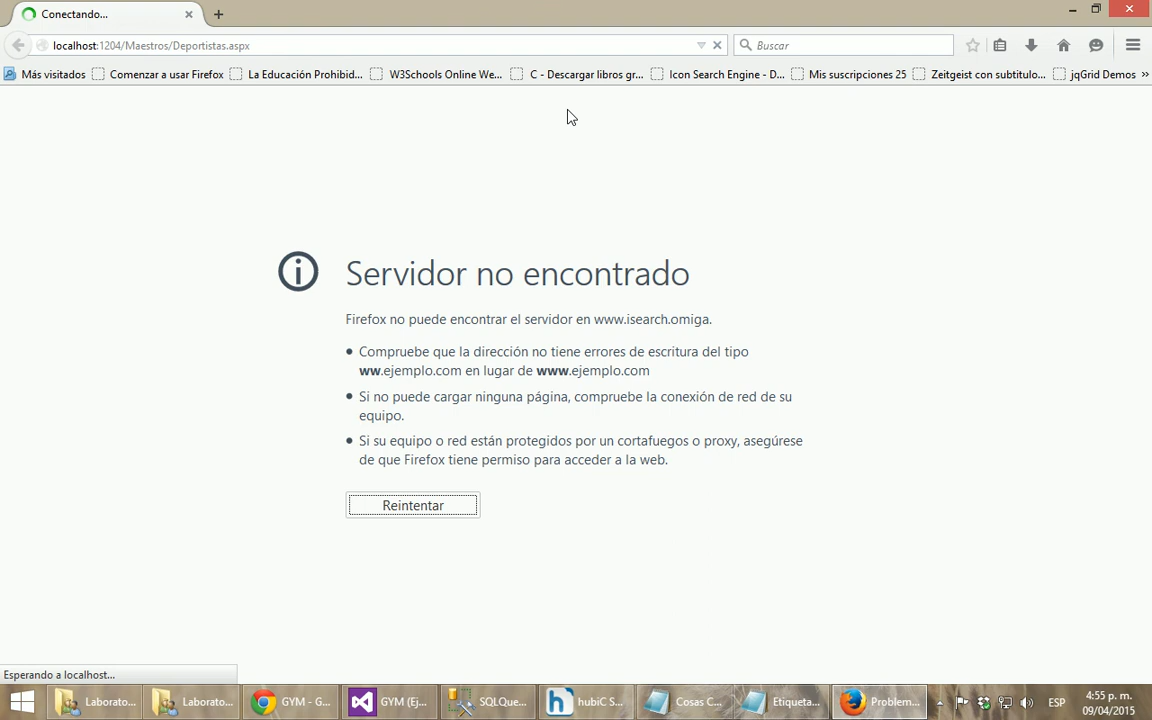 Conectando...
localhost:1204/Maestros/Deportistas.aspx
Buscar
Más visitados Comenzar a usar Firefox La Educación Prohibid... W3Schools Online We... C - Descargar libros gr... Icon Search Engine - D... Mis suscripciones 25 Zeitgeist con subtitulo... jqGrid Demos »
Servidor no encontrado
Firefox no puede encontrar el servidor en www.isearch.omiga.
• Compruebe que la dirección no tiene errores de escritura del tipo
ww.ejemplo.com en lugar de www.ejemplo.com
• Si no puede cargar ninguna página, compruebe la conexión de red de su
equipo.
• Si su equipo o red están protegidos por un cortafuegos o proxy, asegúrese
de que Firefox tiene permiso para acceder a la web.
Reintentar
Esperando a localhost...
Laborato... Laborato... GYM - G... GYM (Ej... SQLQue... hubiC S... Cosas C... Etiqueta... Problem... ESP
4:55 p. m.
09/04/2015